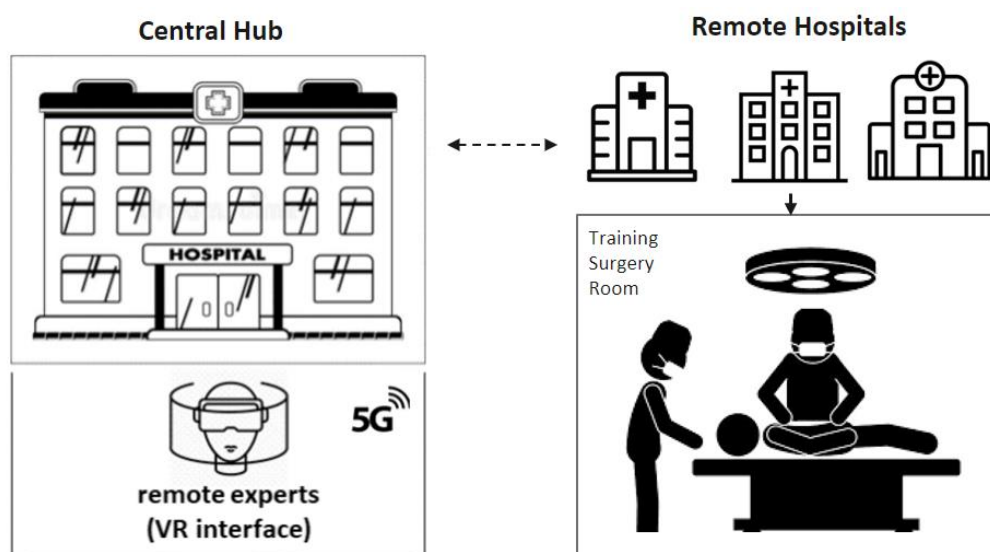 Central Hub
Remote Hospitals
HOSPITAL
5G
remote experts
(VR interface)
Training
Surgery
Room